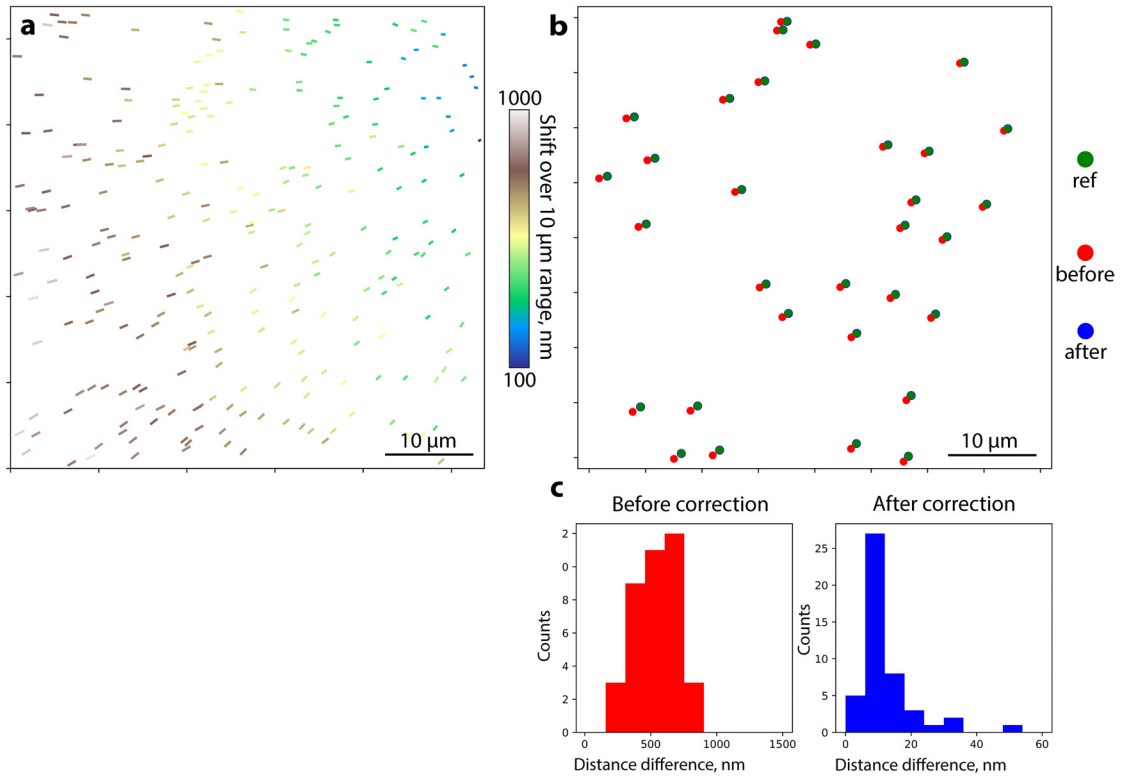 a
1000
Shift over 10 µm range, nm
100
10 µm
b
ref
before
after
10 µm
c
Before correction
After correction
Counts
2
0
8
6
4
2
0
0
500
1000
1500
Distance difference, nm
Counts
25
20
15
10
5
0
0
20
40
60
Distance difference, nm